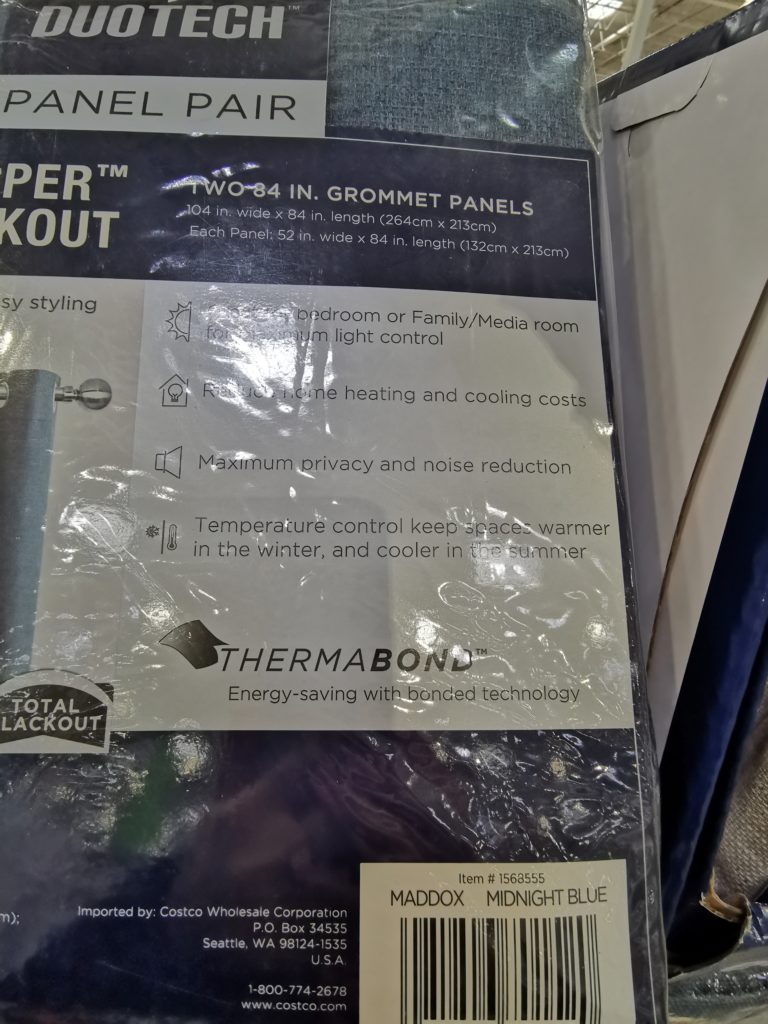 DUOTECH™
PANEL PAIR
PER™
KOUT
TWO 84 IN. GROMMET PANELS
104 in. wide x 84 in. length (264cm x 213cm)
Each Panel: 52 in. wide x 84 in. length (132cm x 213cm)
sy styling
bedroom or Family/Media room
for maximum light control
Reduce home heating and cooling costs
Maximum privacy and noise reduction
Temperature control keep spaces warmer
in the winter, and cooler in the summer
THERMABOND™
Energy-saving with bonded technology
TOTAL
LACKOUT
m);
Imported by: Costco Wholesale Corporation
P.O. Box 34535
Seattle, WA 98124-1535
U.S.A.
1-800-774-2678
www.costco.com
Item # 1568555
MADDOX MIDNIGHT BLUE